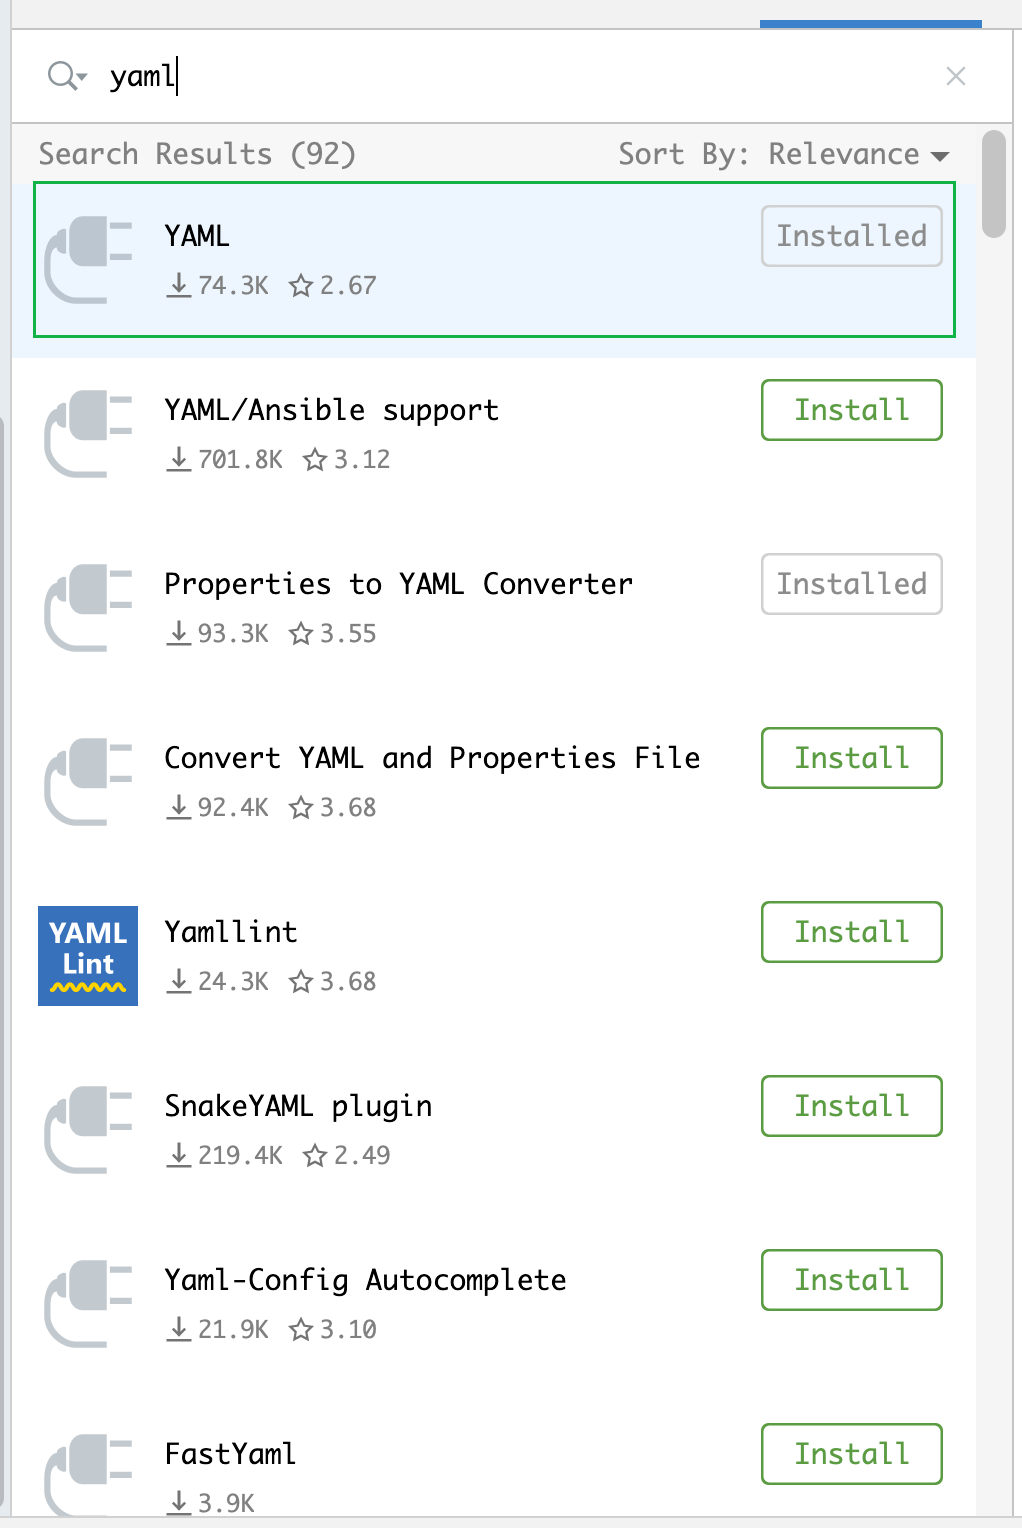 yaml
Search Results (92) Sort By: Relevance
YAML Installed
74.3K 2.67
YAML/Ansible support Install
701.8K 3.12
Properties to YAML Converter Installed
93.3K 3.55
Convert YAML and Properties File Install
92.4K 3.68
YAML
Lint
Yamllint Install
24.3K 3.68
SnakeYAML plugin Install
219.4K 2.49
Yaml-Config Autocomplete Install
21.9K 3.10
FastYaml Install
3.9K